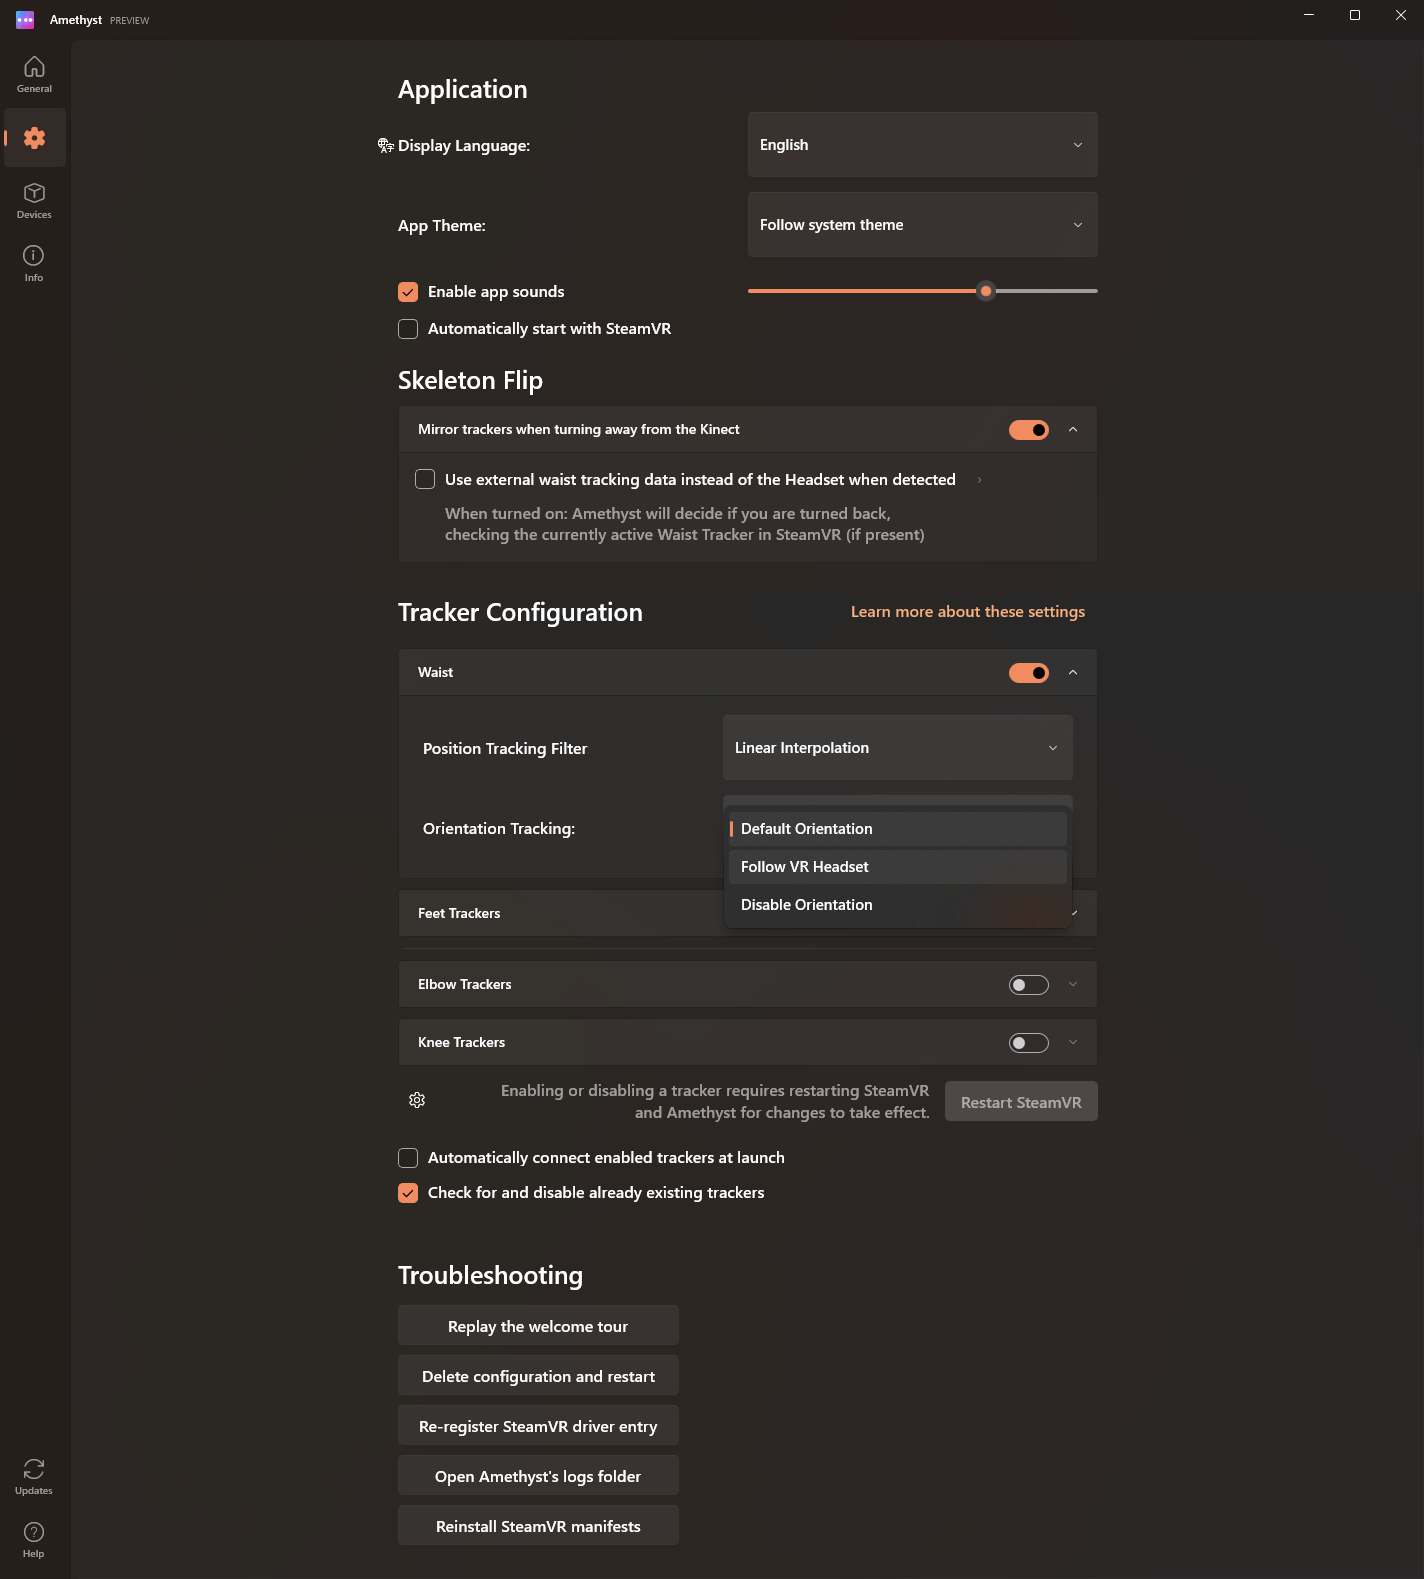 Amethyst PREVIEW
General
Devices
Info
Updates
Help
Application
Display Language:
English
App Theme:
Follow system theme
Enable app sounds
Automatically start with SteamVR
Skeleton Flip
Mirror trackers when turning away from the Kinect
Use external waist tracking data instead of the Headset when detected
When turned on: Amethyst will decide if you are turned back,
checking the currently active Waist Tracker in SteamVR (if present)
Tracker Configuration
Learn more about these settings
Waist
Position Tracking Filter
Linear Interpolation
Orientation Tracking:
Default Orientation
Follow VR Headset
Disable Orientation
Feet Trackers
Elbow Trackers
Knee Trackers
Enabling or disabling a tracker requires restarting SteamVR
and Amethyst for changes to take effect.
Restart SteamVR
Automatically connect enabled trackers at launch
Check for and disable already existing trackers
Troubleshooting
Replay the welcome tour
Delete configuration and restart
Re-register SteamVR driver entry
Open Amethyst's logs folder
Reinstall SteamVR manifests